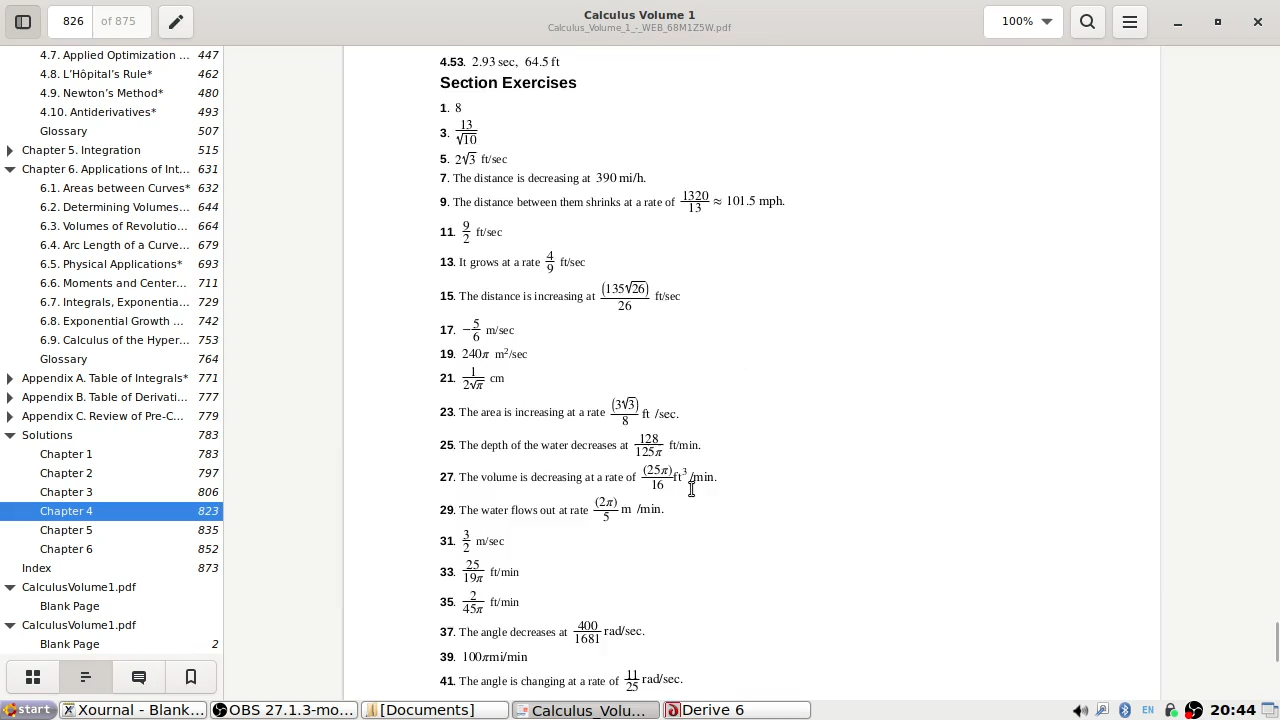 826 of 875
Calculus Volume 1
Calculus_Volume_1_-_WEB_68M1Z5W.pdf
100%
4.7. Applied Optimization ... 447
4.8. L'Hôpital's Rule* 462
4.9. Newton's Method* 480
4.10. Antiderivatives* 493
Glossary 507
Chapter 5. Integration 515
Chapter 6. Applications of Int... 631
6.1. Areas between Curves* 632
6.2. Determining Volumes... 644
6.3. Volumes of Revolutio... 664
6.4. Arc Length of a Curve... 679
6.5. Physical Applications* 693
6.6. Moments and Center... 711
6.7. Integrals, Exponentia... 729
6.8. Exponential Growth ... 742
6.9. Calculus of the Hyper... 753
Glossary 764
Appendix A. Table of Integrals* 771
Appendix B. Table of Derivati... 777
Appendix C. Review of Pre-C... 779
Solutions 783
Chapter 1 783
Chapter 2 797
Chapter 3 806
Chapter 4 823
Chapter 5 835
Chapter 6 852
Index 873
CalculusVolume1.pdf
Blank Page
CalculusVolume1.pdf
Blank Page 2
4.53. 2.93 sec, 64.5 ft
Section Exercises
1. 8
3. 13/√10
5. 2√3 ft/sec
7. The distance is decreasing at 390 mi/h.
9. The distance between them shrinks at a rate of 1320/13 ≈ 101.5 mph.
11. 9/2 ft/sec
13. It grows at a rate 4/9 ft/sec
15. The distance is increasing at (135√26)/26 ft/sec
17. −5/6 m/sec
19. 240π m²/sec
21. 1/(2√π) cm
23. The area is increasing at a rate (3√3)/8 ft /sec.
25. The depth of the water decreases at 128/125π ft/min.
27. The volume is decreasing at a rate of (25π)/16 ft³/min.
29. The water flows out at rate (2π)/5 m /min.
31. 3/2 m/sec
33. 25/19π ft/min
35. 2/45π ft/min
37. The angle decreases at 400/1681 rad/sec.
39. 100πmi/min
41. The angle is changing at a rate of 11/25 rad/sec.
start Xournal - Blank... OBS 27.1.3-mo... [Documents] Calculus_Volu... Derive 6 EN 20:44